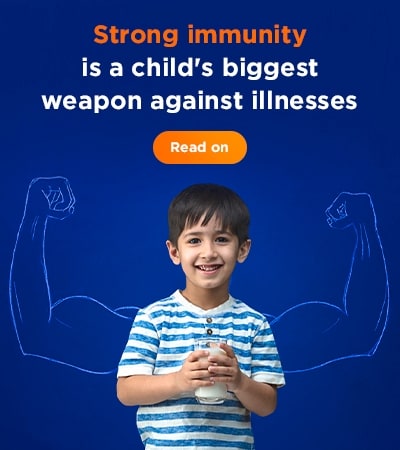 Strong immunity
is a child's biggest
weapon against illnesses
Read on